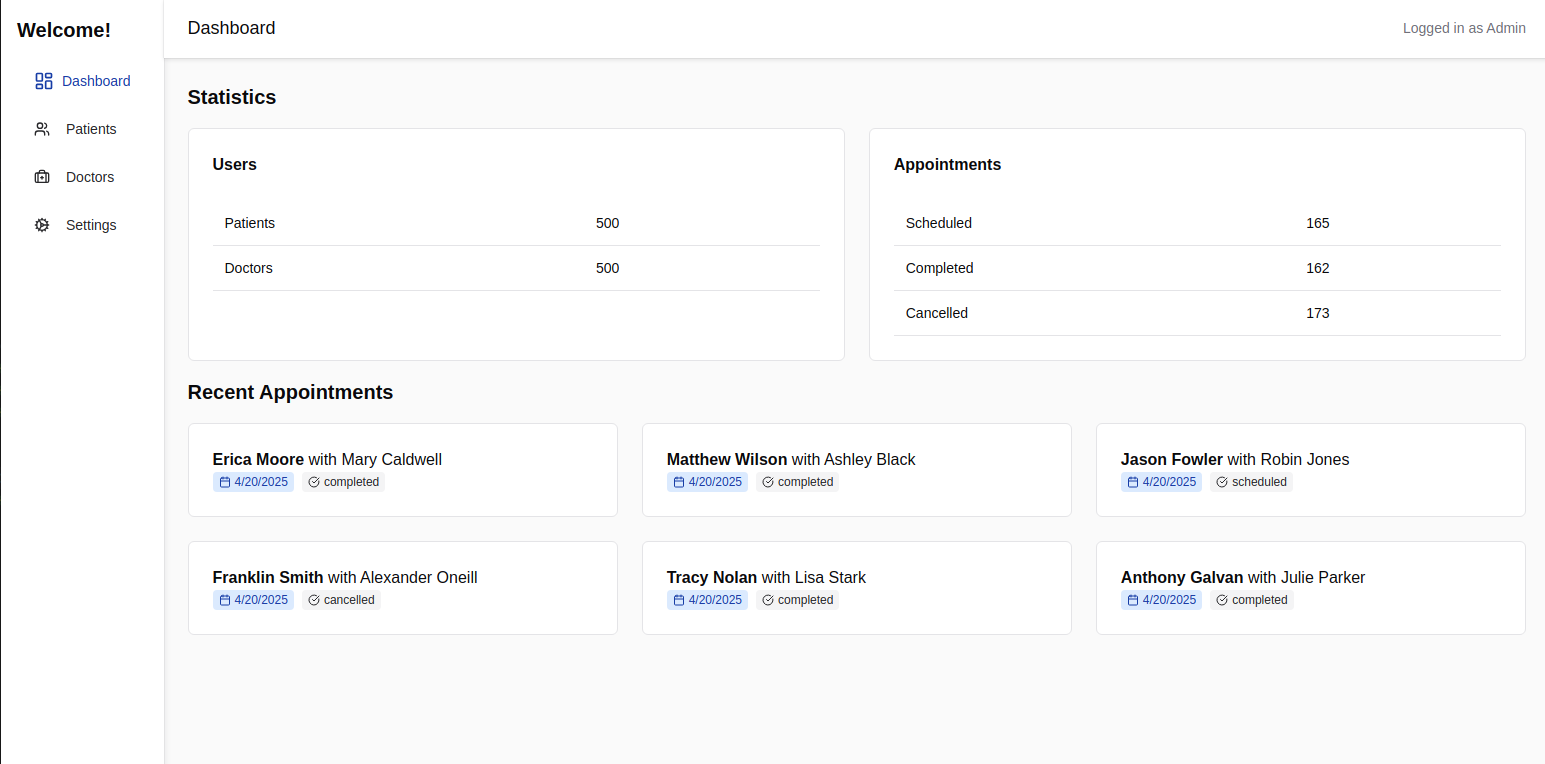 Welcome!
Dashboard
Patients
Doctors
Settings
Dashboard
Logged in as Admin
Statistics
Users
Patients 500
Doctors 500
Appointments
Scheduled 165
Completed 162
Cancelled 173
Recent Appointments
Erica Moore with Mary Caldwell
4/20/2025 completed
Matthew Wilson with Ashley Black
4/20/2025 completed
Jason Fowler with Robin Jones
4/20/2025 scheduled
Franklin Smith with Alexander Oneill
4/20/2025 cancelled
Tracy Nolan with Lisa Stark
4/20/2025 completed
Anthony Galvan with Julie Parker
4/20/2025 completed